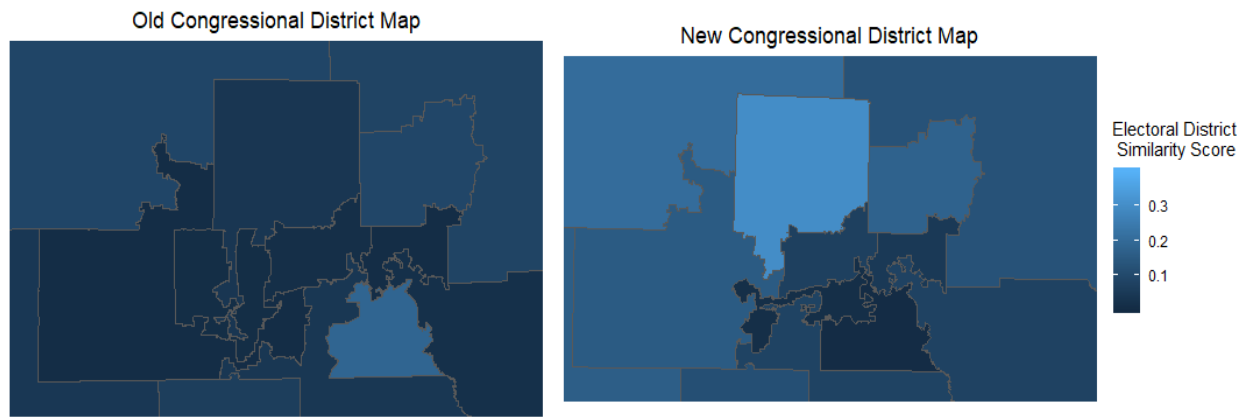 Old Congressional District Map
New Congressional District Map
Electoral District
Similarity Score
0.3
0.2
0.1